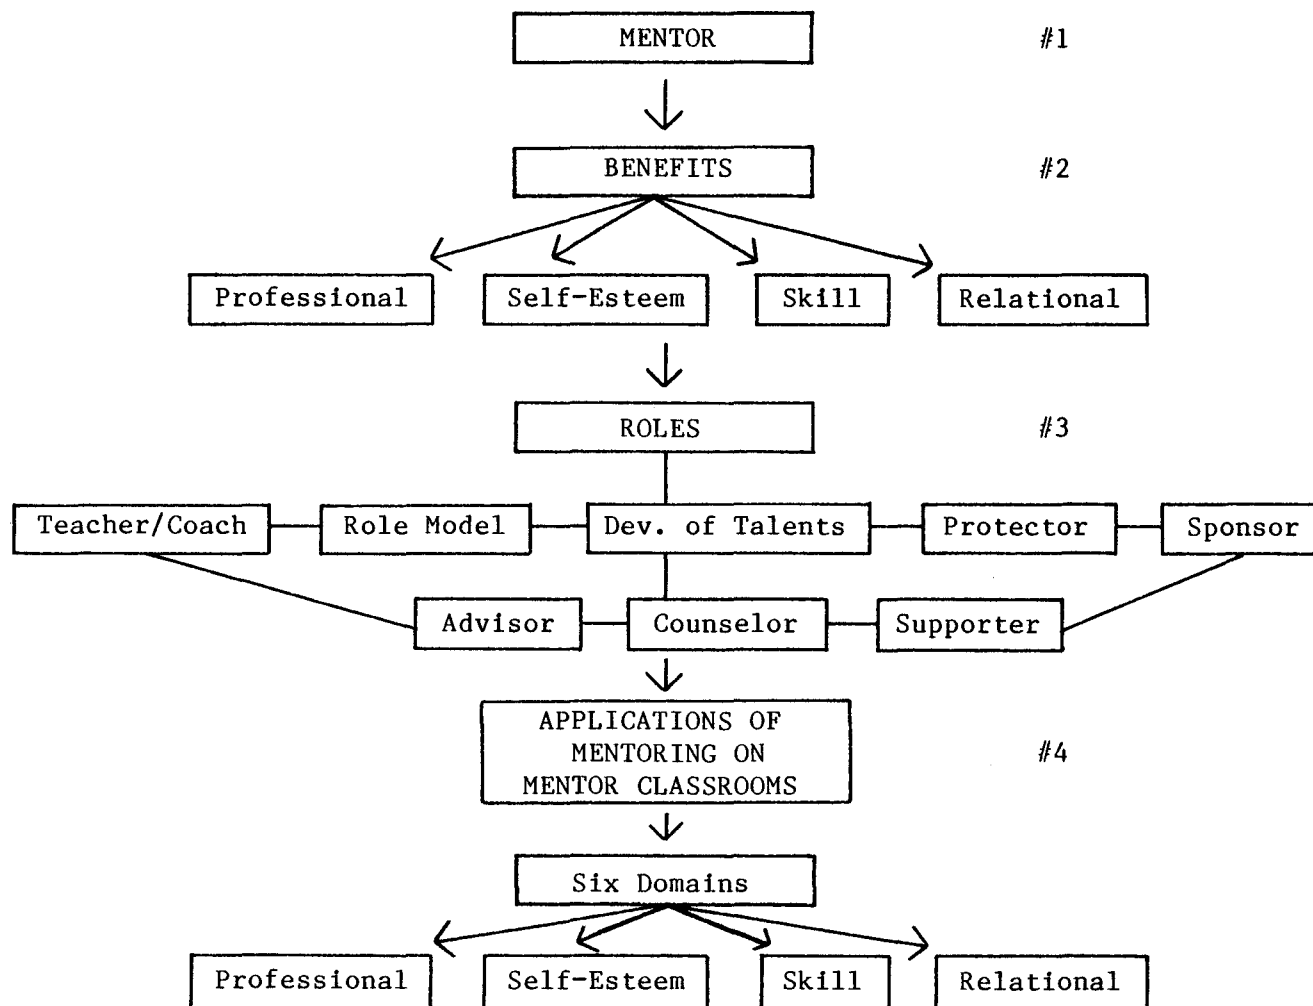 MENTOR #1
BENEFITS #2
Professional Self-Esteem Skill Relational
ROLES #3
Teacher/Coach Role Model Dev. of Talents Protector Sponsor
Advisor Counselor Supporter
APPLICATIONS OF
MENTORING ON #4
MENTOR CLASSROOMS
Six Domains
Professional Self-Esteem Skill Relational